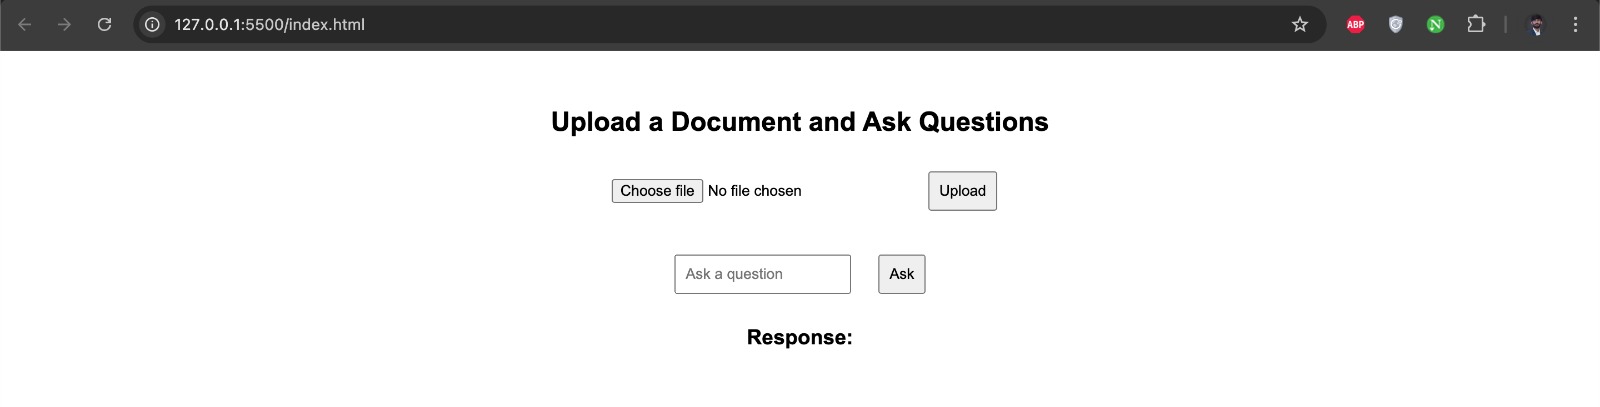 127.0.0.1:5500/index.html
ABP
N
Upload a Document and Ask Questions
Choose file No file chosen Upload
Ask a question Ask
Response: